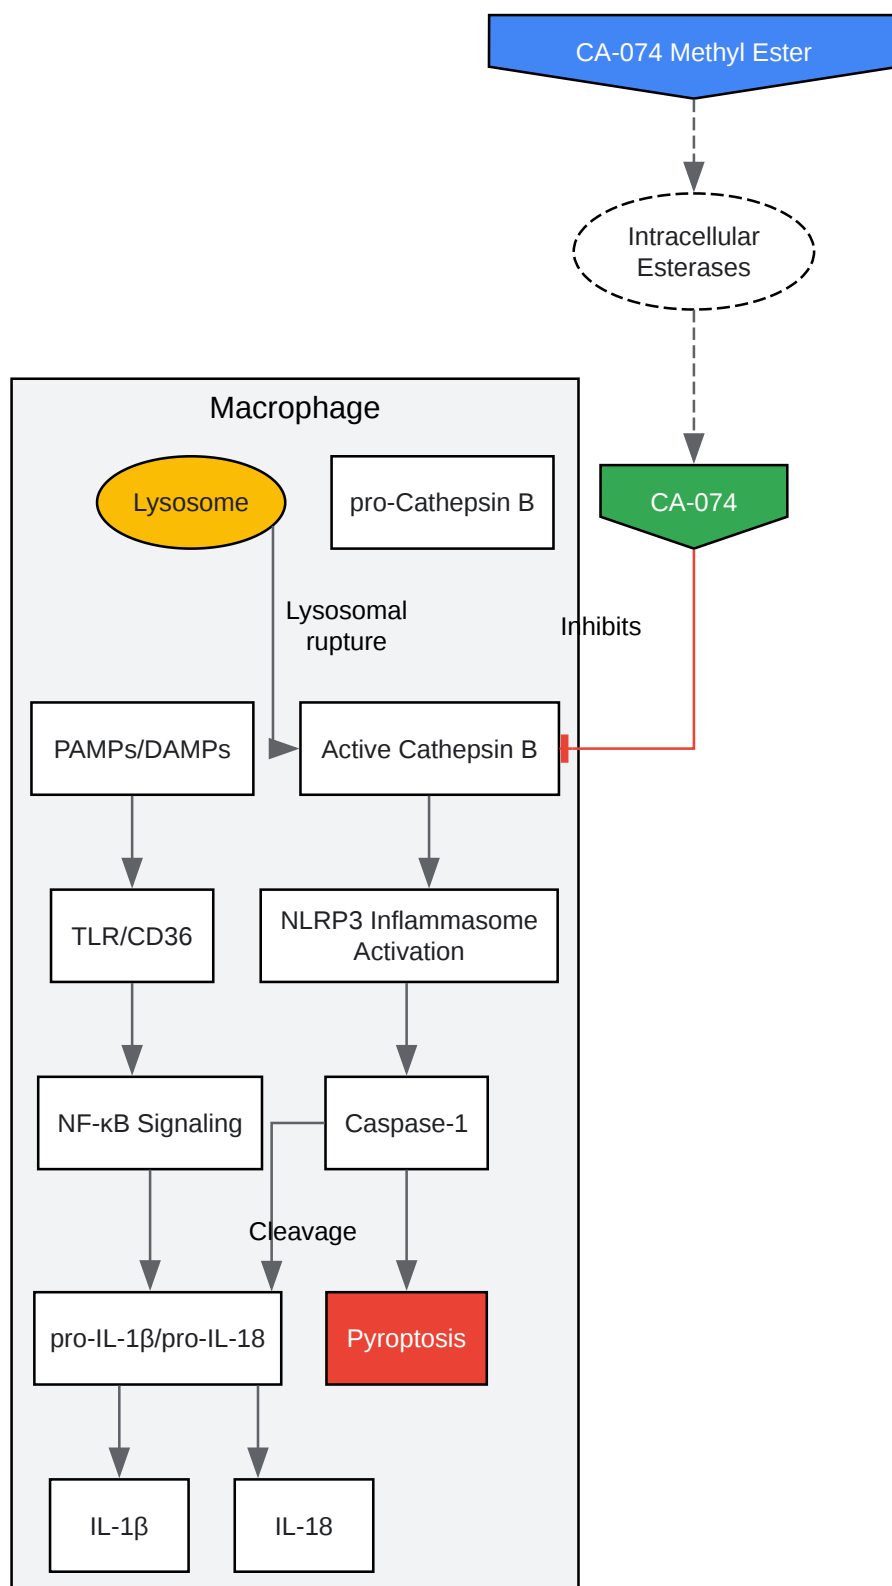 CA-074 Methyl Ester
Intracellular
Esterases
Macrophage
Lysosome
pro-Cathepsin B
CA-074
Lysosomal
rupture
Inhibits
PAMPs/DAMPs
Active Cathepsin B
TLR/CD36
NLRP3 Inflammasome
Activation
NF-κB Signaling
Caspase-1
Cleavage
pro-IL-1β/pro-IL-18
Pyroptosis
IL-1β
IL-18